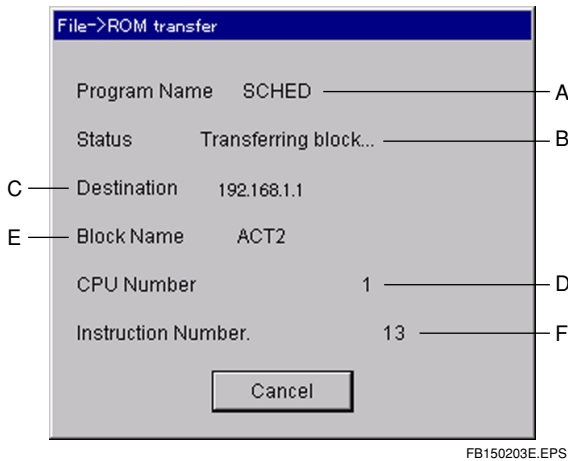 File->ROM transfer
Program Name SCHED A
Status Transferring block... B
C Destination 192.168.1.1
E Block Name ACT2
CPU Number 1 D
Instruction Number. 13 F
Cancel
FB150203E.EPS